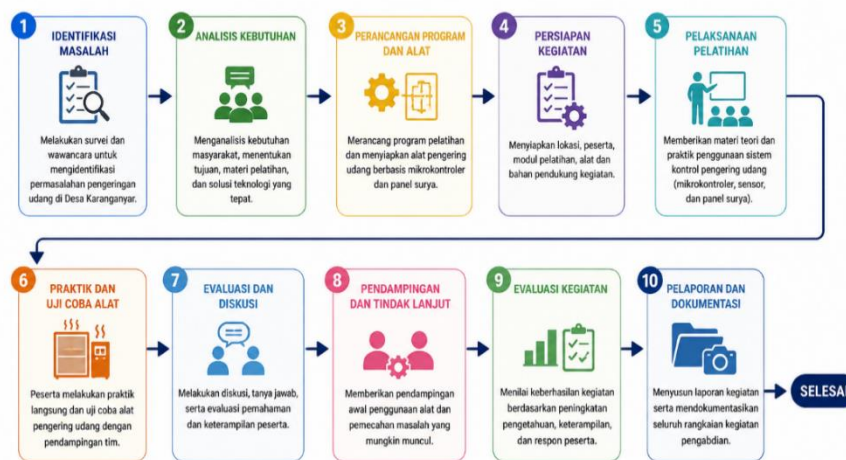 1
IDENTIFIKASI
MASALAH
Melakukan survei dan
wawancara untuk
mengidentifikasi
permasalahan pengeringan
udang di Desa Karanganyar.
2
ANALISIS KEBUTUHAN
Menganalisis kebutuhan
masyarakat, menentukan
tujuan, materi pelatihan,
dan solusi teknologi yang
tepat.
3
PERANCANGAN PROGRAM
DAN ALAT
Merancang program pelatihan
dan menyiapkan alat pengering
udang berbasis mikrokontroler
dan panel surya.
4
PERSIAPAN
KEGIATAN
Menyiapkan lokasi, peserta,
modul pelatihan, alat dan
bahan pendukung kegiatan.
5
PELAKSANAAN
PELATIHAN
Memberikan materi teori dan
praktik penggunaan sistem
kontrol pengering udang
(mikrokontroler, sensor,
dan panel surya).
6
PRAKTIK DAN
UJI COBA ALAT
Peserta melakukan praktik
langsung dan uji coba alat
pengering udang dengan
pendampingan tim.
7
EVALUASI DAN
DISKUSI
Melakukan diskusi, tanya jawab,
serta evaluasi pemahaman
dan keterampilan peserta.
8
PENDAMPINGAN
DAN TINDAK LANJUT
Memberikan pendampingan
awal penggunaan alat dan
pemecahan masalah yang
mungkin muncul.
9
EVALUASI KEGIATAN
Menilai keberhasilan kegiatan
berdasarkan peningkatan
pengetahuan, keterampilan,
dan respon peserta.
10
PELAPORAN DAN
DOKUMENTASI
Menyusun laporan kegiatan
serta mendokumentasikan
seluruh rangkaian kegiatan
pengabdian.
SELESAI